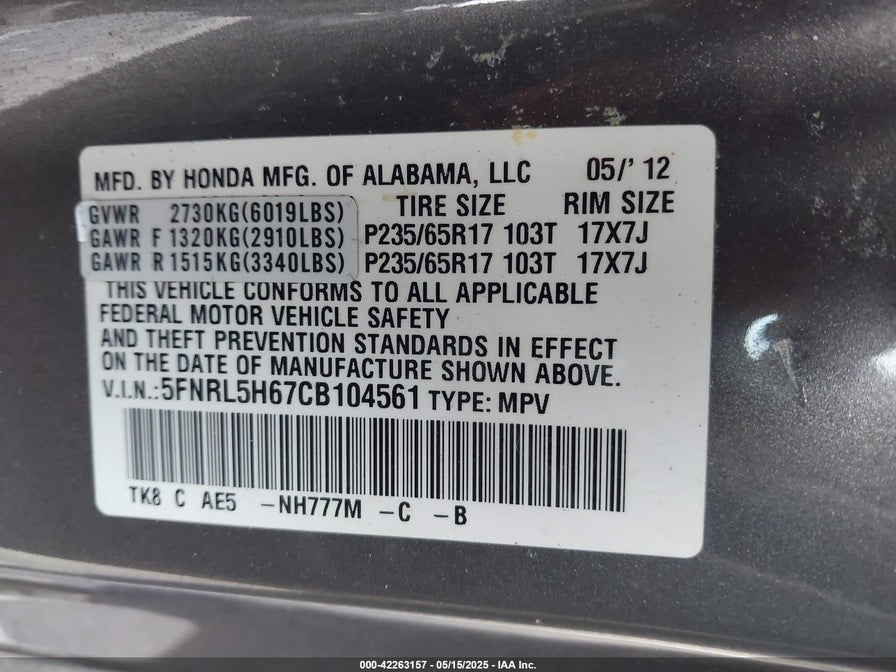 MFD. BY HONDA MFG. OF ALABAMA, LLC 05/' 12
GVWR 2730KG(6019LBS) TIRE SIZE RIM SIZE
GAWR F 1320KG(2910LBS) P235/65R17 103T 17X7J
GAWR R 1515KG(3340LBS) P235/65R17 103T 17X7J
THIS VEHICLE CONFORMS TO ALL APPLICABLE
FEDERAL MOTOR VEHICLE SAFETY
AND THEFT PREVENTION STANDARDS IN EFFECT
ON THE DATE OF MANUFACTURE SHOWN ABOVE.
V.I.N.:5FNRL5H67CB104561 TYPE: MPV
TK8 C AE5 -NH777M -C -B
000-42263157 - 05/15/2025 - IAA Inc.